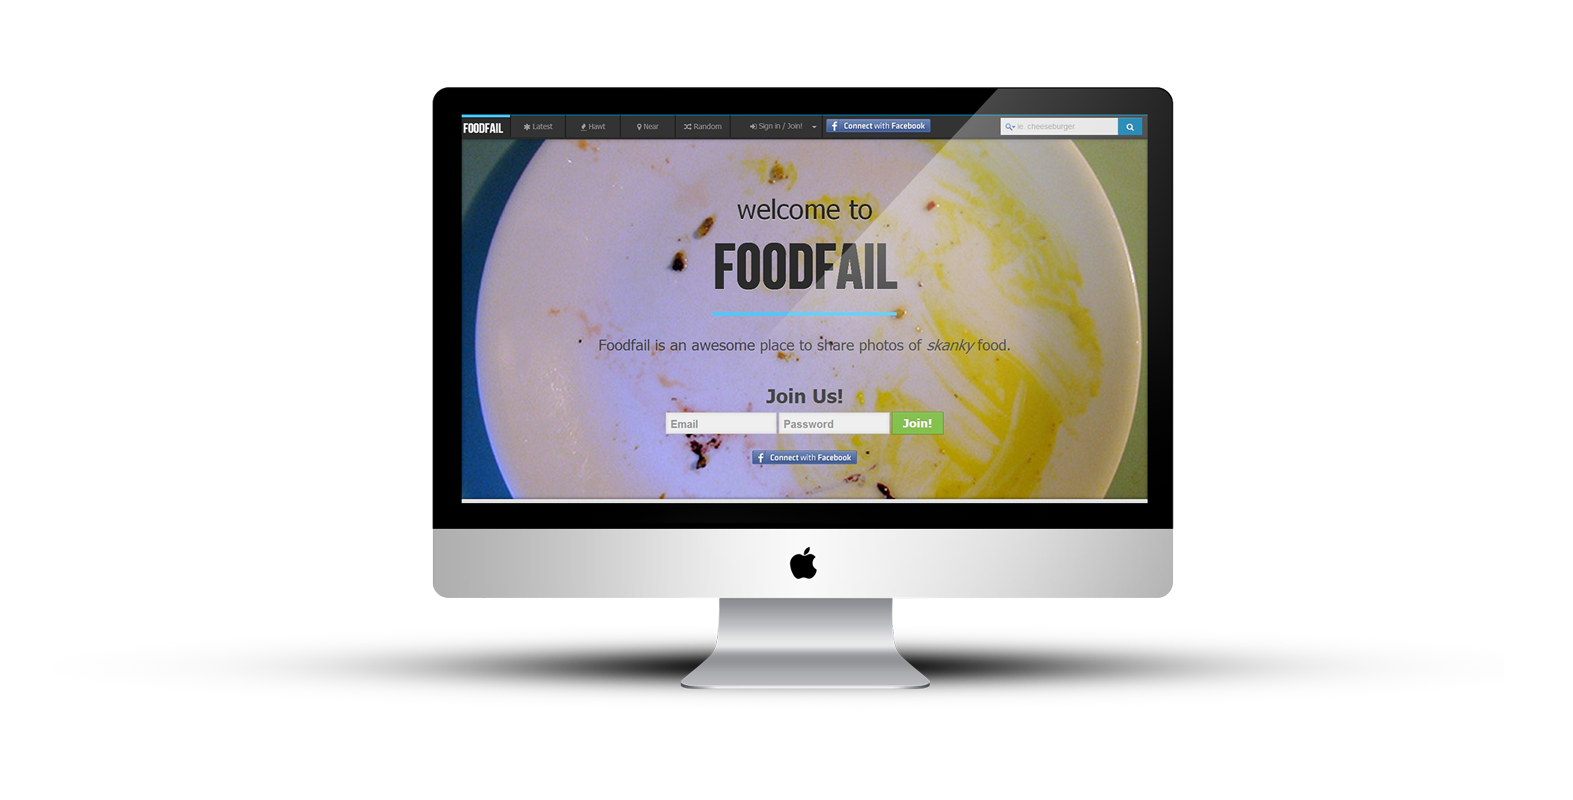 FOODFAIL Latest Hawt Near Random Sign in / Join! Connect with Facebook ie. cheeseburger
welcome to
FOODFAIL
Foodfail is an awesome place to share photos of skanky food.
Join Us!
Email Password Join!
f Connect with Facebook